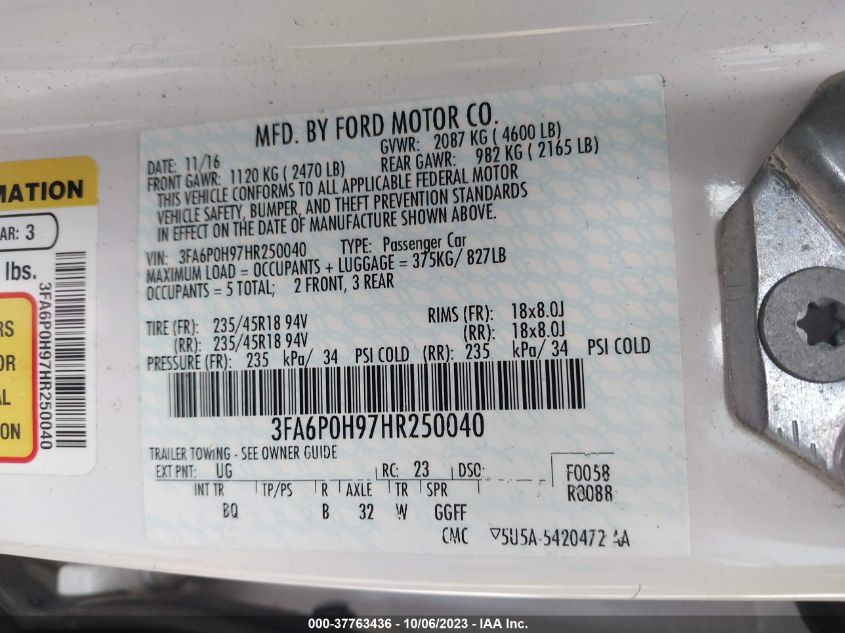 MFD. BY FORD MOTOR CO.
DATE: 11/16 GVWR: 2087 KG ( 4600 LB)
FRONT GAWR: 1120 KG ( 2470 LB) REAR GAWR: 982 KG ( 2165 LB)
THIS VEHICLE CONFORMS TO ALL APPLICABLE FEDERAL MOTOR
VEHICLE SAFETY, BUMPER, AND THEFT PREVENTION STANDARDS
IN EFFECT ON THE DATE OF MANUFACTURE SHOWN ABOVE.
VIN: 3FA6P0H97HR250040 TYPE: Passenger Car
MAXIMUM LOAD = OCCUPANTS + LUGGAGE = 375KG/ 827LB
OCCUPANTS = 5 TOTAL; 2 FRONT, 3 REAR
TIRE (FR): 235/45R18 94V RIMS (FR): 18x8.0J
(RR): 235/45R18 94V (RR): 18x8.0J
PRESSURE (FR): 235 kPa/ 34 PSI COLD (RR): 235 kPa/ 34 PSI COLD
3FA6P0H97HR250040
TRAILER TOWING - SEE OWNER GUIDE
EXT PNT: UG RC: 23 DSO: F0058
R0088
INT TR TP/PS R AXLE TR SPR
BQ B 32 W GGFF
CMC 5U5A-5420472 AA
MATION
AR: 3
lbs.
RS
OR
AL
ON
3FA6P0H97HR250040
000-37763436 - 10/06/2023 - IAA Inc.